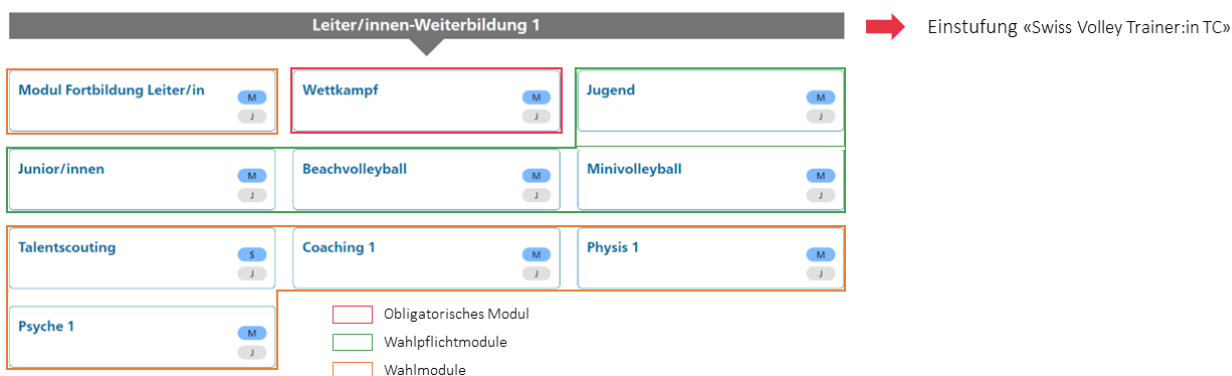 Leiter/innen-Weiterbildung 1
Einstufung «Swiss Volley Trainer:in TC»
Modul Fortbildung Leiter/in
M
J
Wettkampf
M
J
Jugend
M
J
Junior/innen
M
J
Beachvolleyball
M
J
Minivolleyball
M
J
Talentscouting
S
J
Coaching 1
M
J
Physis 1
M
J
Psyche 1
M
J
Obligatorisches Modul
Wahlpflichtmodule
Wahlmodule